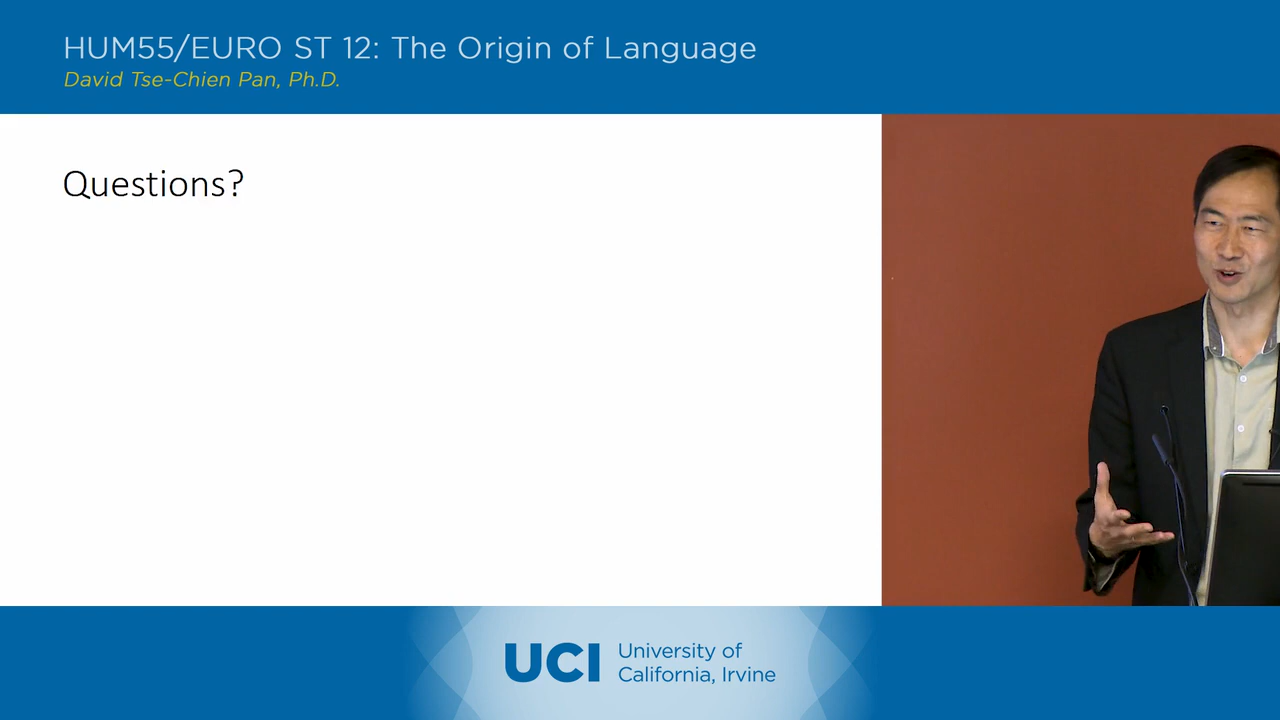 HUM55/EURO ST 12: The Origin of Language
David Tse-Chien Pan, Ph.D.
Questions?
UCI
University of
California, Irvine